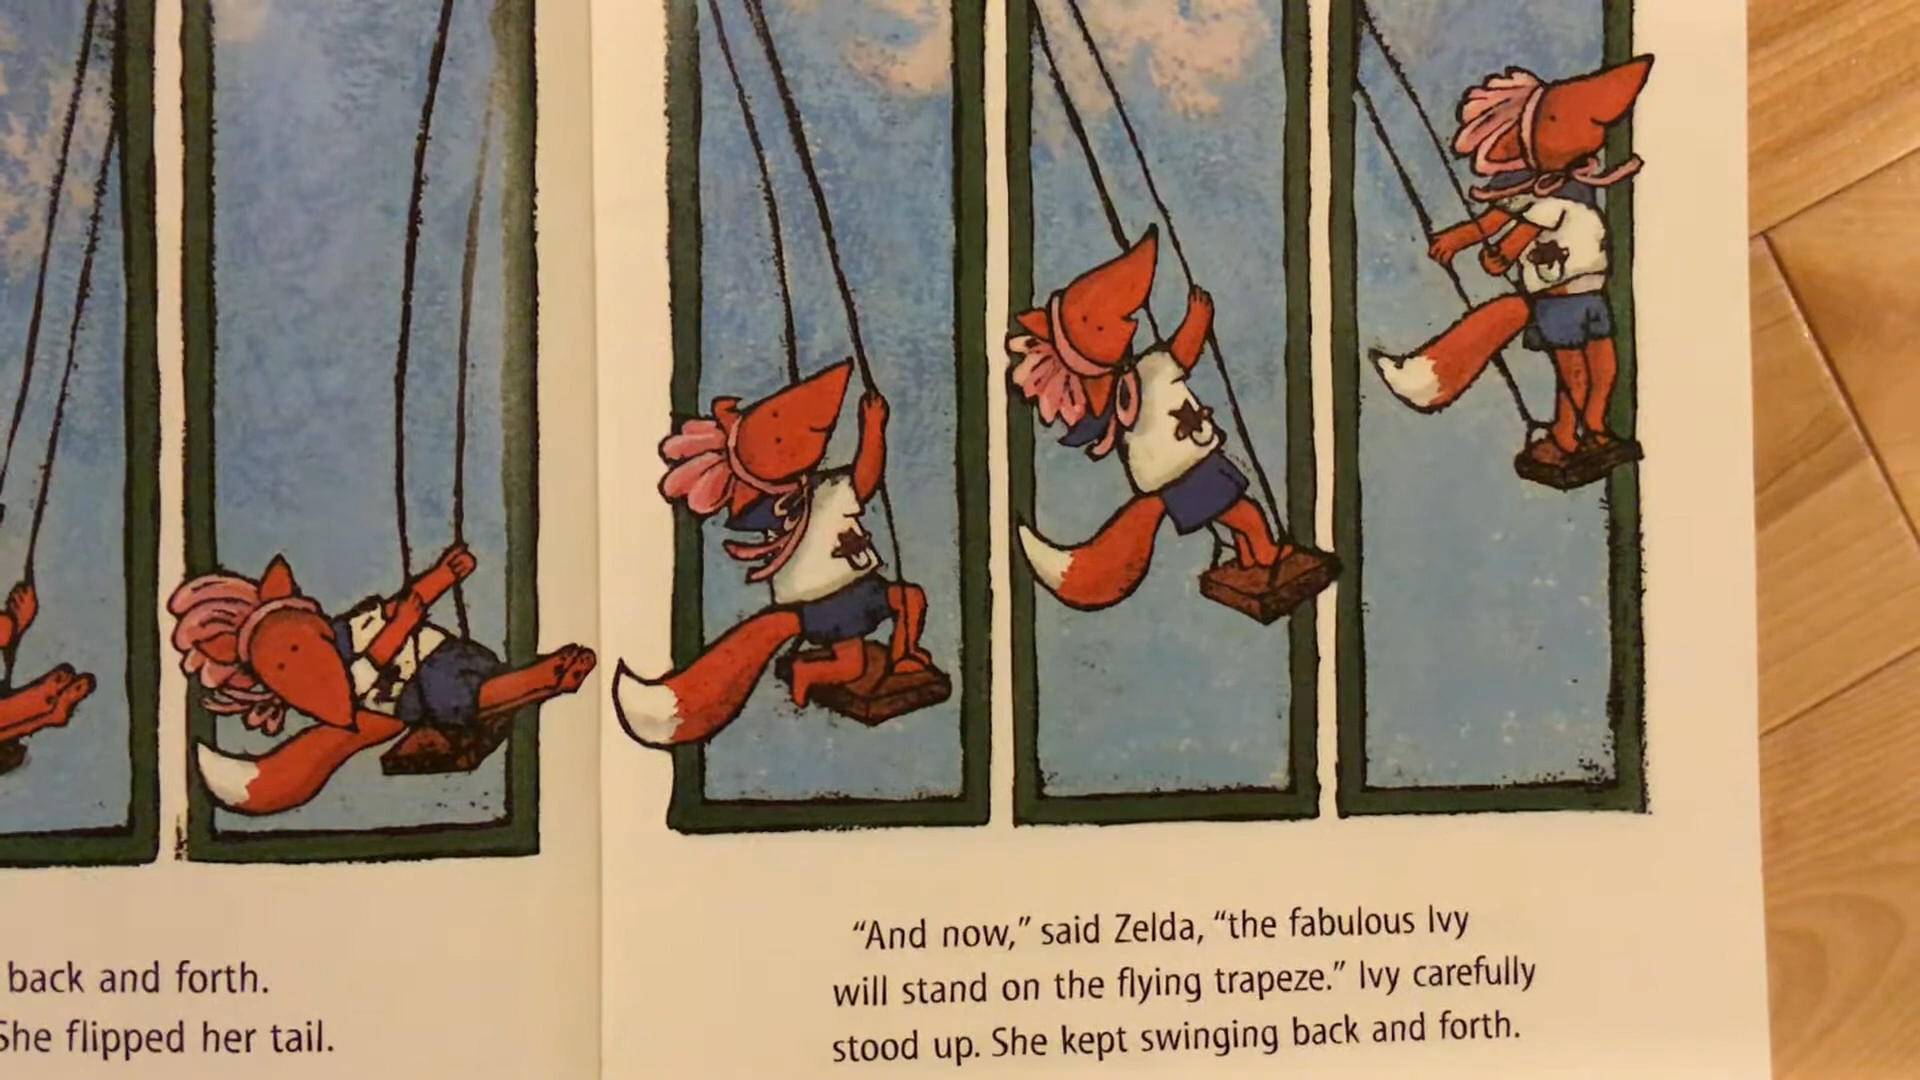 back and forth.
She flipped her tail.
“And now,” said Zelda, “the fabulous Ivy
will stand on the flying trapeze.” Ivy carefully
stood up. She kept swinging back and forth.